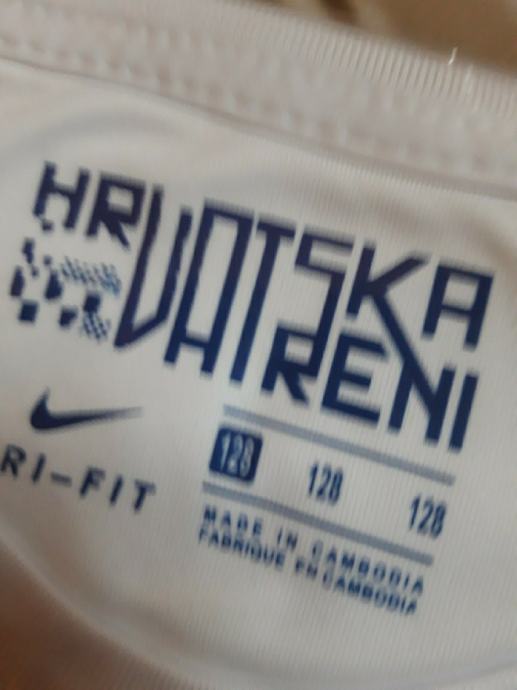 HRVATSKA
VATRENI
RI-FIT
128 128 128
MADE IN CAMBODIA
FABRIQUE EN CAMBODIA